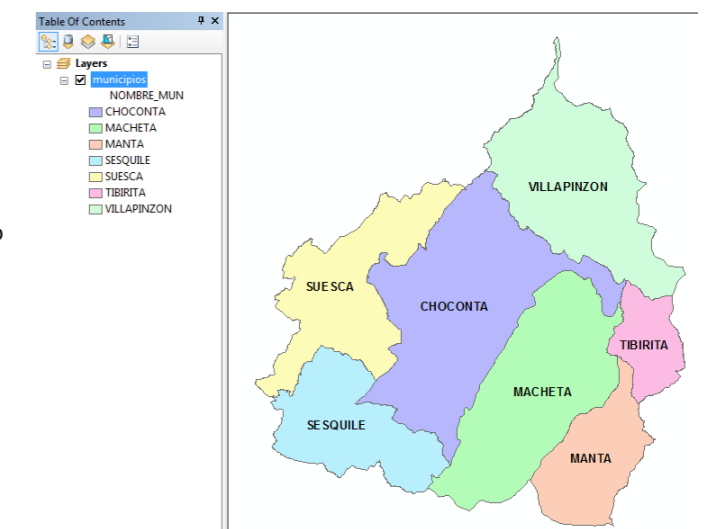 Table Of Contents
Layers
municipios
NOMBRE_MUN
CHOCONTA
MACHETA
MANTA
SESQUILE
SUESCA
TIBIRITA
VILLAPINZON
o
VILLAPINZON
SUESCA
CHOCONTA
TIBIRITA
MACHETA
SESQUILE
MANTA